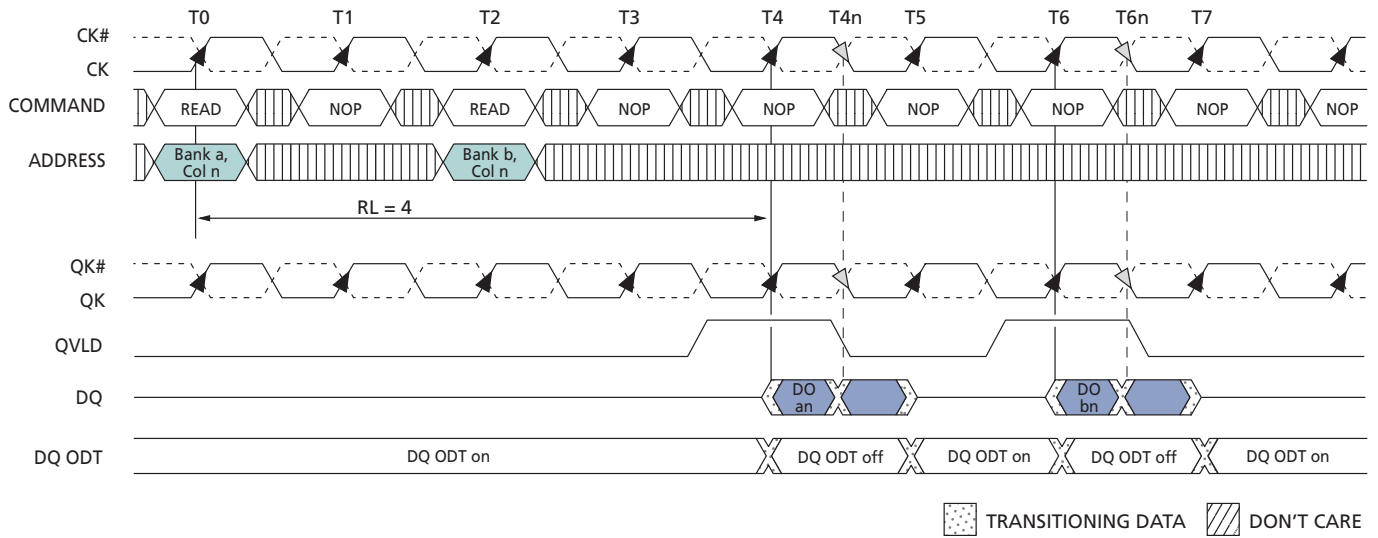 T0 T1 T2 T3 T4 T4n T5 T6 T6n T7
CK#
CK
COMMAND READ NOP READ NOP NOP NOP NOP NOP NOP
ADDRESS Bank a, Col n Bank b, Col n
RL = 4
QK#
QK
QVLD
DQ DO an DO bn
DQ ODT DQ ODT on DQ ODT off DQ ODT on DQ ODT off DQ ODT on
TRANSITIONING DATA DON'T CARE